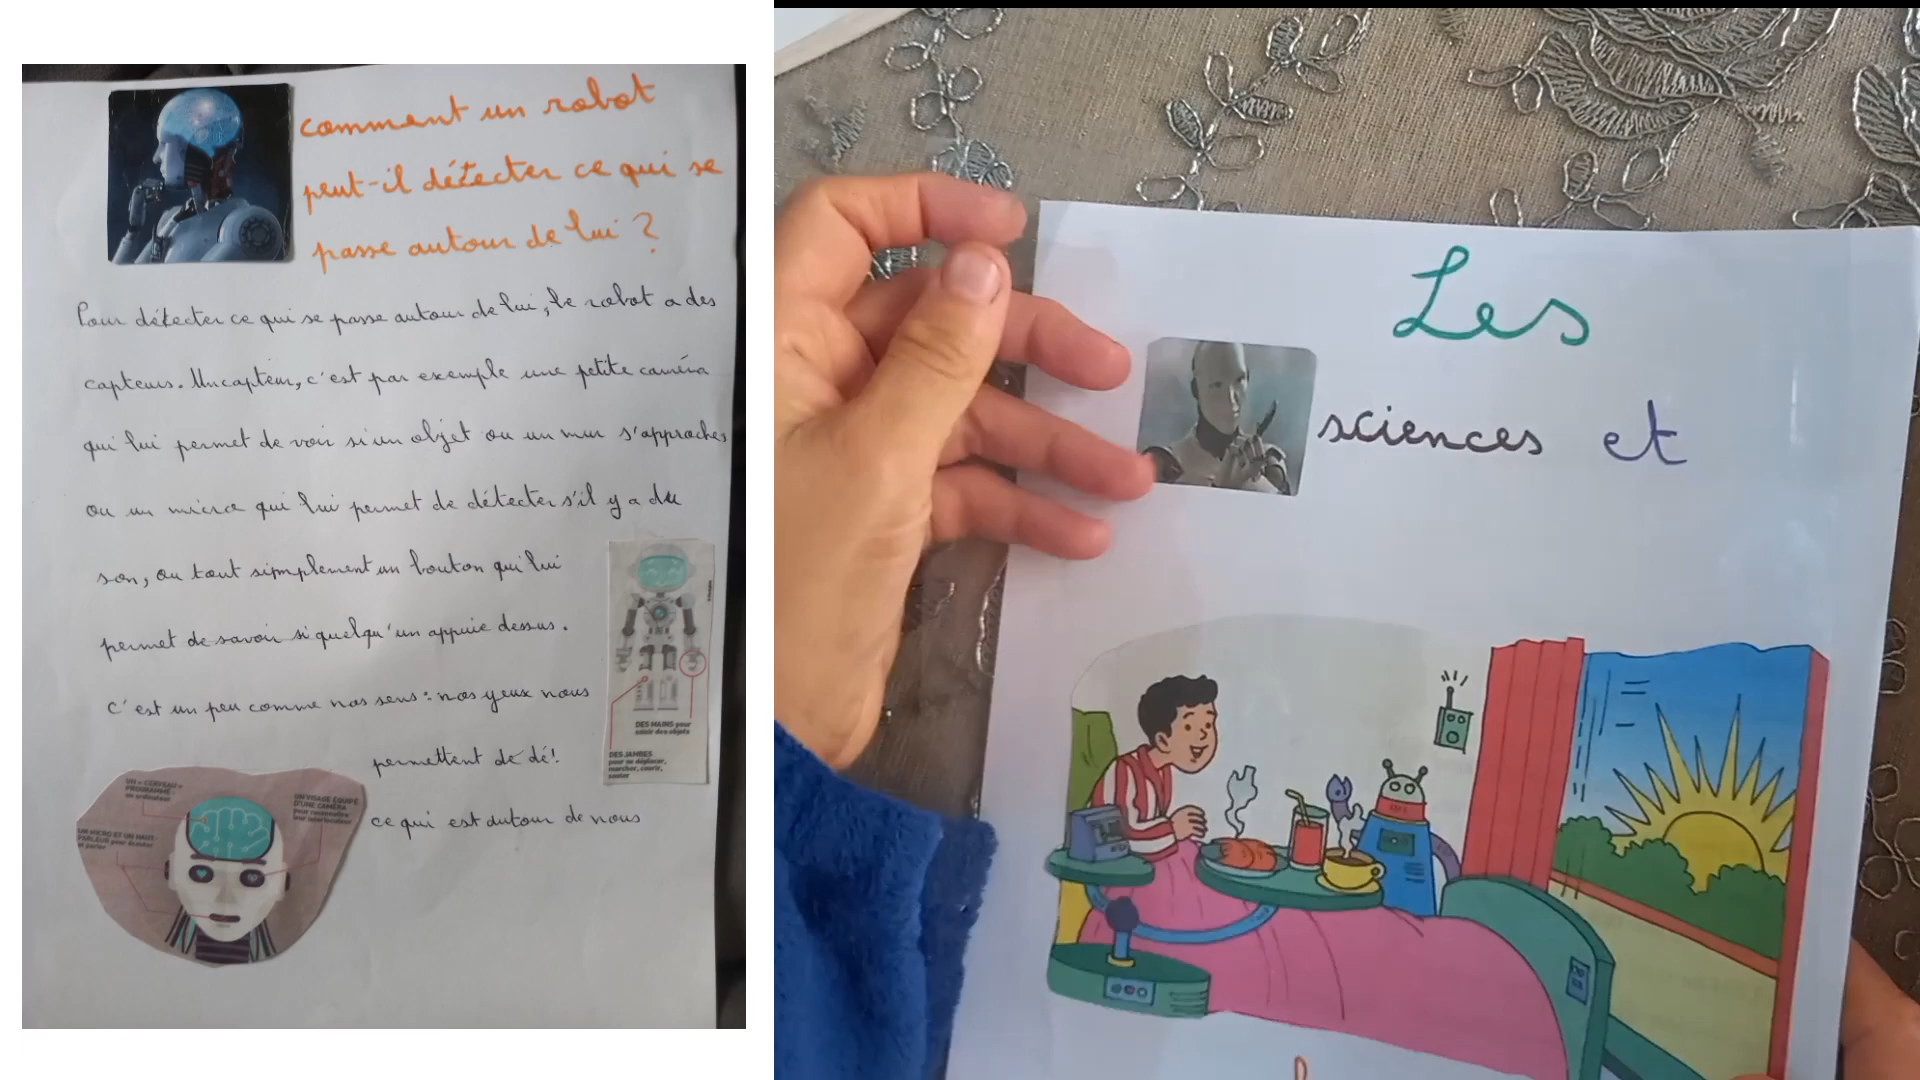 comment un robot
peut-il détecter ce qui se
passe autour de lui ?
Pour détecter ce qui se passe autour de lui, le robot a des
capteurs. Un capteur, c'est par exemple une petite caméra
qui lui permet de voir si un objet ou un mur s'approches
ou un micro qui lui permet de détecter s'il y a du
son, ou tout simplement un bouton qui lui
permet de savoir si quelqu'un appuie dessus.
c'est un peu comme nos sens : nos yeux nous
permettent de dé!
ce qui est autour de nous
DES MAINS pour
saisir des objets
DES JAMBES
pour se déplacer,
marcher, courir,
sauter
UN « CERVEAU »
PROGRAMMÉ :
un ordinateur
UN VISAGE ÉQUIPÉ
D'UNE CAMÉRA
pour reconnaître
leur interlocuteur
UN MICRO ET UN HAUT-
PARLEUR pour écouter
et parler
Les
sciences et